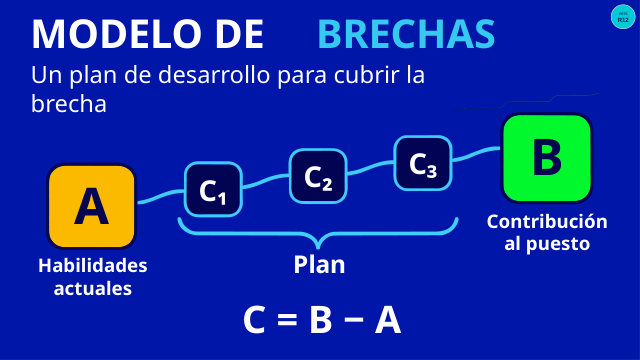 MODELO DE BRECHAS
R12
Un plan de desarrollo para cubrir la
brecha
A
C1
C2
C3
B
Habilidades
actuales
Plan
Contribución
al puesto
C = B − A